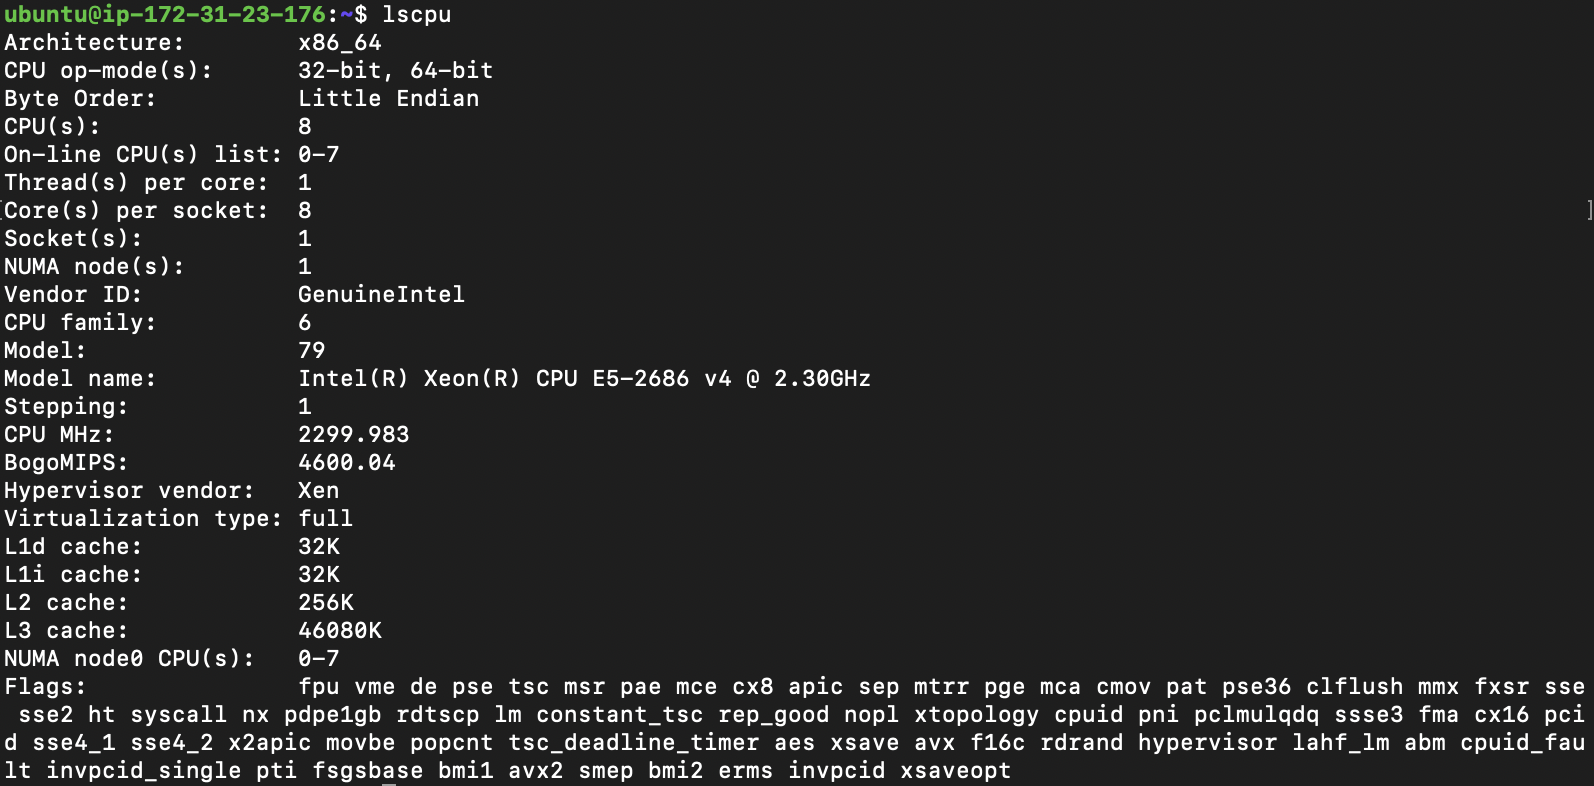 ubuntu@ip-172-31-23-176:~$ lscpu
Architecture:        x86_64
CPU op-mode(s):      32-bit, 64-bit
Byte Order:          Little Endian
CPU(s):              8
On-line CPU(s) list: 0-7
Thread(s) per core:  1
Core(s) per socket:  8
Socket(s):           1
NUMA node(s):        1
Vendor ID:           GenuineIntel
CPU family:          6
Model:               79
Model name:          Intel(R) Xeon(R) CPU E5-2686 v4 @ 2.30GHz
Stepping:            1
CPU MHz:             2299.983
BogoMIPS:            4600.04
Hypervisor vendor:   Xen
Virtualization type: full
L1d cache:           32K
L1i cache:           32K
L2 cache:            256K
L3 cache:            46080K
NUMA node0 CPU(s):   0-7
Flags:               fpu vme de pse tsc msr pae mce cx8 apic sep mtrr pge mca cmov pat pse36 clflush mmx fxsr sse
 sse2 ht syscall nx pdpe1gb rdtscp lm constant_tsc rep_good nopl xtopology cpuid pni pclmulqdq ssse3 fma cx16 pci
d sse4_1 sse4_2 x2apic movbe popcnt tsc_deadline_timer aes xsave avx f16c rdrand hypervisor lahf_lm abm cpuid_fau
lt invpcid_single pti fsgsbase bmi1 avx2 smep bmi2 erms invpcid xsaveopt